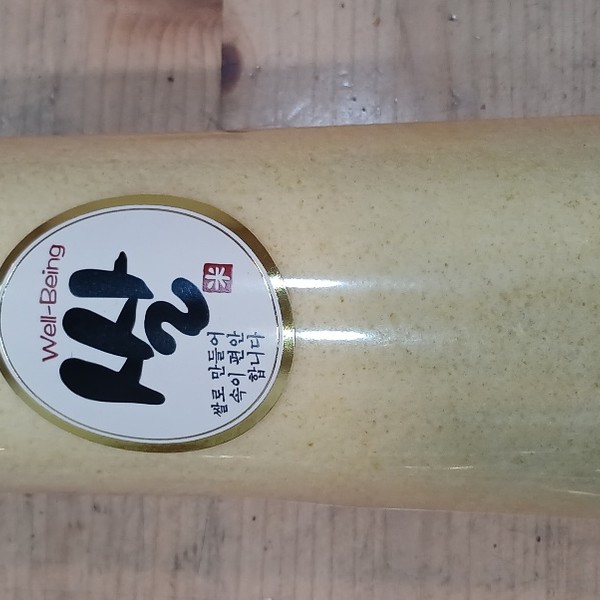 Well-Being
쌀
米
쌀로 만들어
속이 편안
합니다